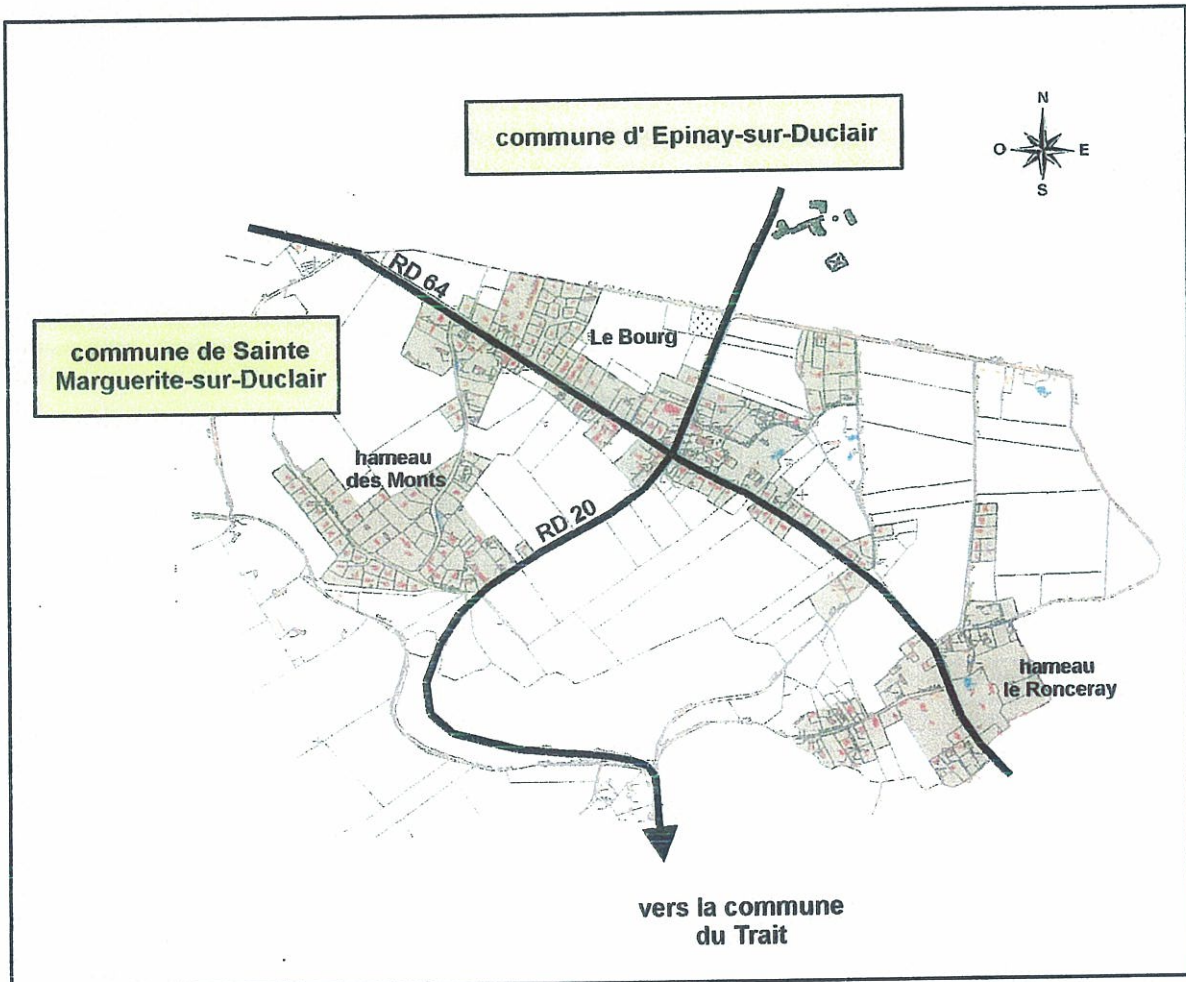 commune d' Epinay-sur-Duclair
N
O
E
S
RD 64
commune de Sainte
Marguerite-sur-Duclair
Le Bourg
hameau
des Monts
RD 20
hameau
le Ronceray
vers la commune
du Trait